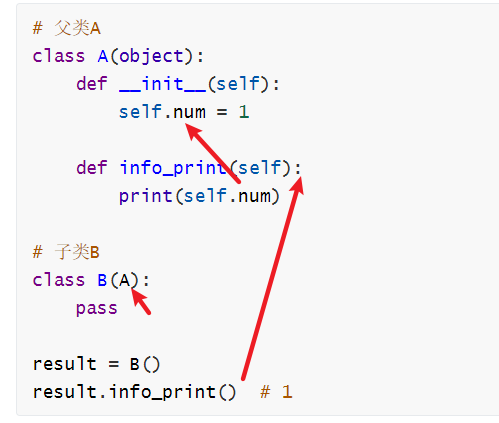 # 父类A
class A(object):
    def __init__(self):
        self.num = 1
    def info_print(self):
        print(self.num)
# 子类B
class B(A):
    pass
result = B()
result.info_print()  # 1